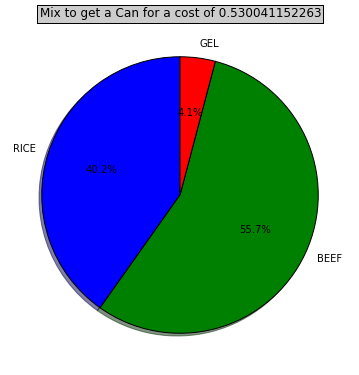 Mix to get a Can for a cost of 0.530041152263
GEL
4.1%
RICE
40.2%
55.7%
BEEF